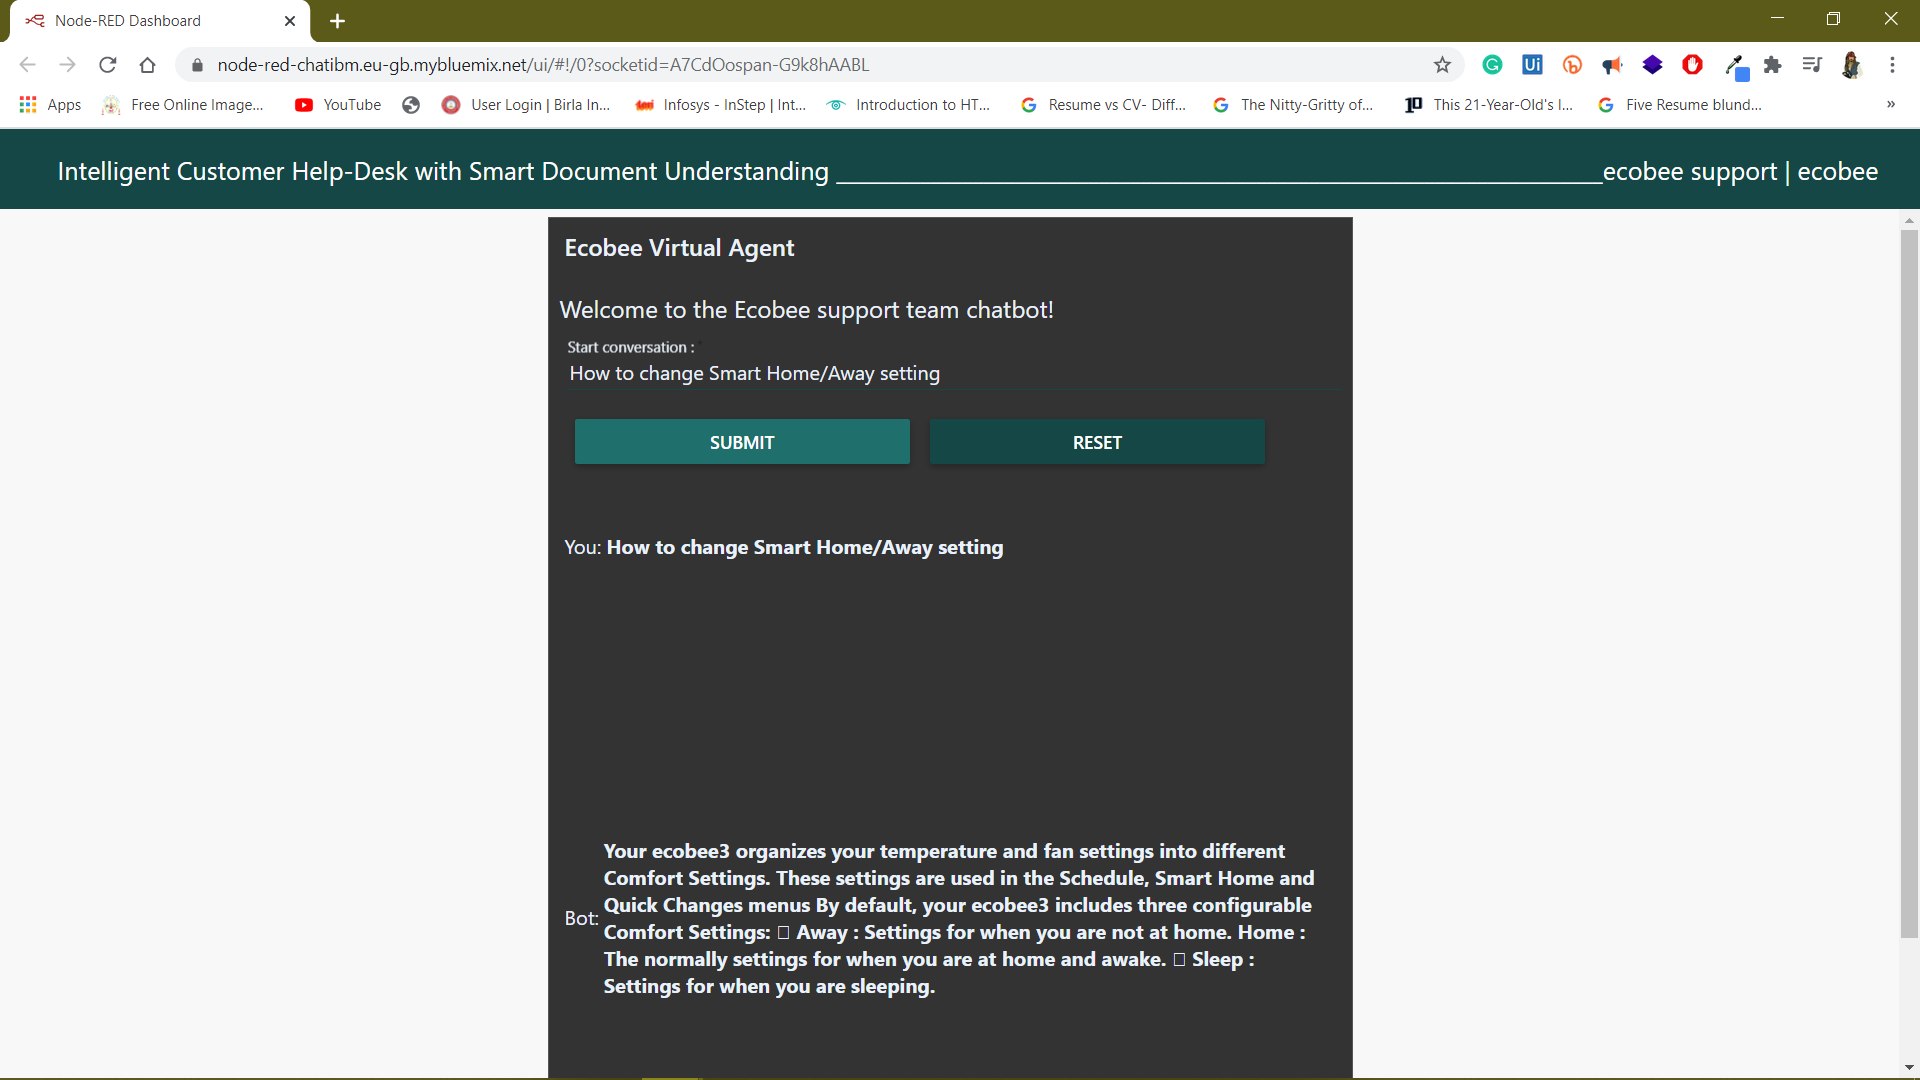 Node-RED Dashboard
node-red-chatibm.eu-gb.mybluemix.net/ui/#!/0?socketid=A7CdOospan-G9k8hAABL
Apps Free Online Image... YouTube User Login | Birla In... Infosys - InStep | Int... Introduction to HT... Resume vs CV- Diff... The Nitty-Gritty of... This 21-Year-Old's I... Five Resume blund... »
Intelligent Customer Help-Desk with Smart Document Understanding ______ecobee support | ecobee
Ecobee Virtual Agent
Welcome to the Ecobee support team chatbot!
Start conversation :
How to change Smart Home/Away setting
SUBMIT RESET
You: How to change Smart Home/Away setting
Your ecobee3 organizes your temperature and fan settings into different
Comfort Settings. These settings are used in the Schedule, Smart Home and
Quick Changes menus By default, your ecobee3 includes three configurable
Bot:
Comfort Settings: ▯ Away : Settings for when you are not at home. Home :
The normally settings for when you are at home and awake. ▯ Sleep :
Settings for when you are sleeping.